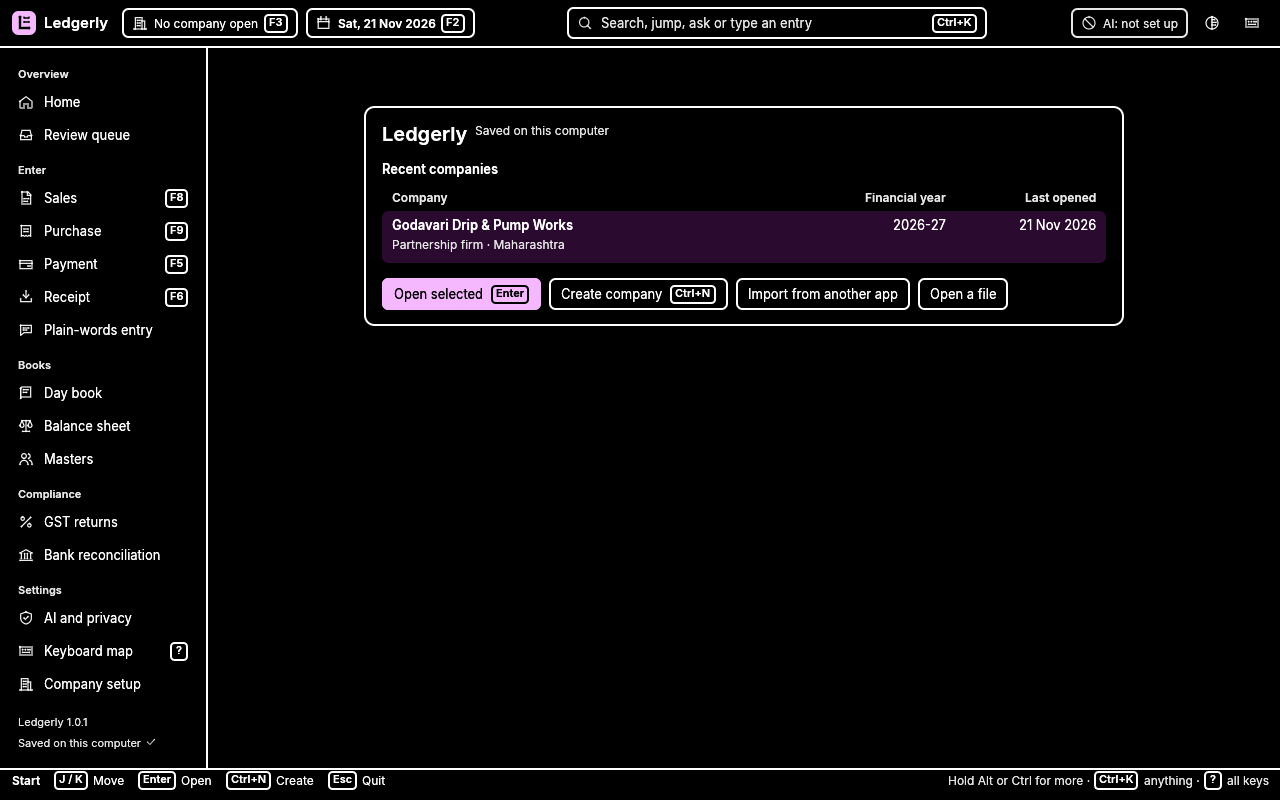 Ledgerly
No company open F3
Sat, 21 Nov 2026 F2
Search, jump, ask or type an entry Ctrl+K
AI: not set up
Overview
Home
Review queue
Enter
Sales F8
Purchase F9
Payment F5
Receipt F6
Plain-words entry
Books
Day book
Balance sheet
Masters
Compliance
GST returns
Bank reconciliation
Settings
AI and privacy
Keyboard map ?
Company setup
Ledgerly 1.0.1
Saved on this computer
Ledgerly Saved on this computer
Recent companies
Company Financial year Last opened
Godavari Drip & Pump Works 2026-27 21 Nov 2026
Partnership firm · Maharashtra
Open selected Enter Create company Ctrl+N Import from another app Open a file
Start J / K Move Enter Open Ctrl+N Create Esc Quit
Hold Alt or Ctrl for more · Ctrl+K anything · ? all keys